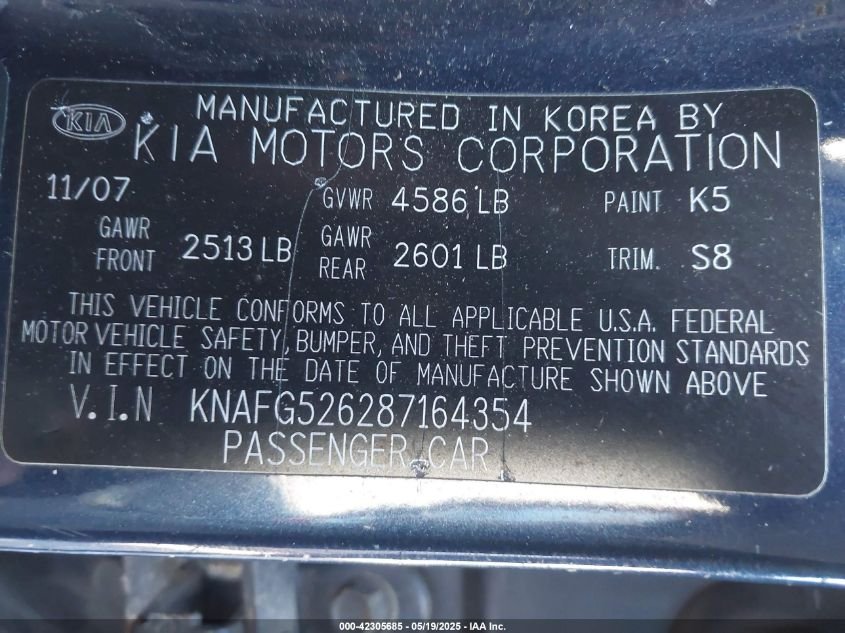 KIA
MANUFACTURED IN KOREA BY
KIA MOTORS CORPORATION
11/07 GVWR 4586 LB PAINT K5
GAWR FRONT 2513 LB GAWR REAR 2601 LB TRIM. S8
THIS VEHICLE CONFORMS TO ALL APPLICABLE U.S.A. FEDERAL
MOTOR VEHICLE SAFETY, BUMPER, AND THEFT PREVENTION STANDARDS
IN EFFECT ON THE DATE OF MANUFACTURE SHOWN ABOVE
V.I.N KNAFG526287164354
PASSENGER CAR
000-42305685 - 05/19/2025 - IAA Inc.